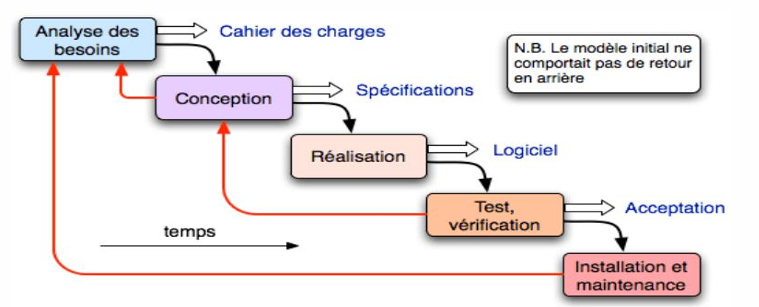 Analyse des
besoins
Cahier des charges
N.B. Le modèle initial ne
comportait pas de retour
en arrière
Conception
Spécifications
Réalisation
Logiciel
Test,
vérification
Acceptation
temps
Installation et
maintenance